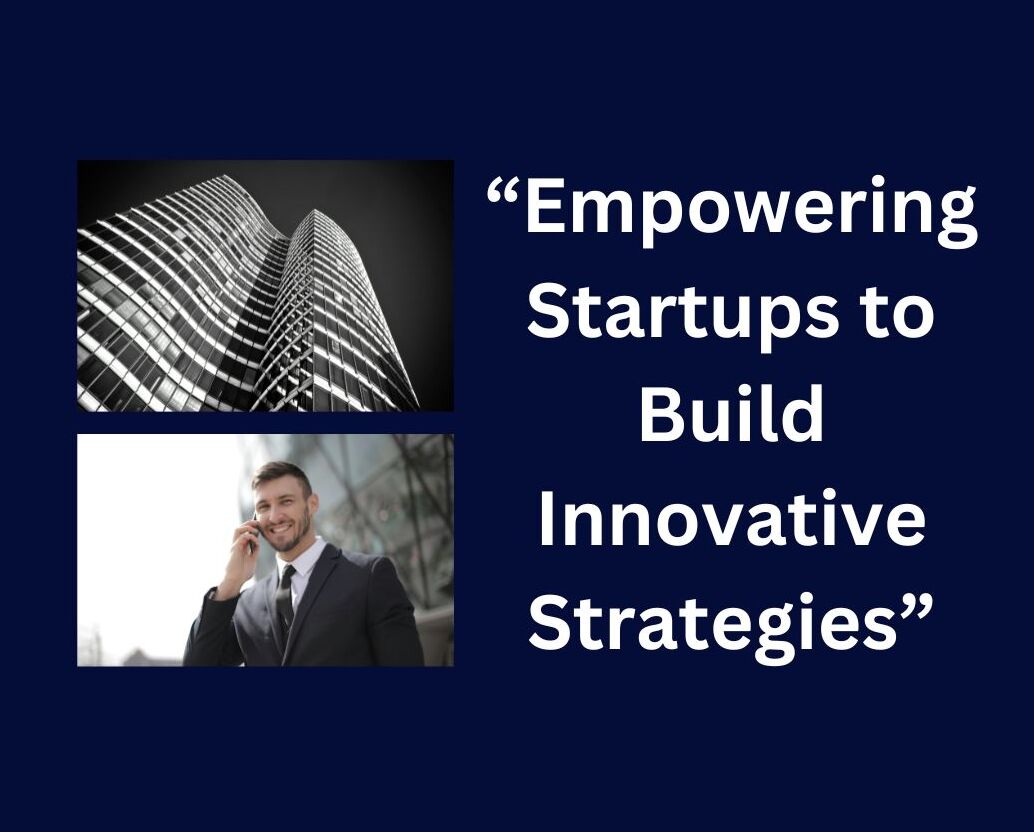 “Empowering
Startups to
Build
Innovative
Strategies”